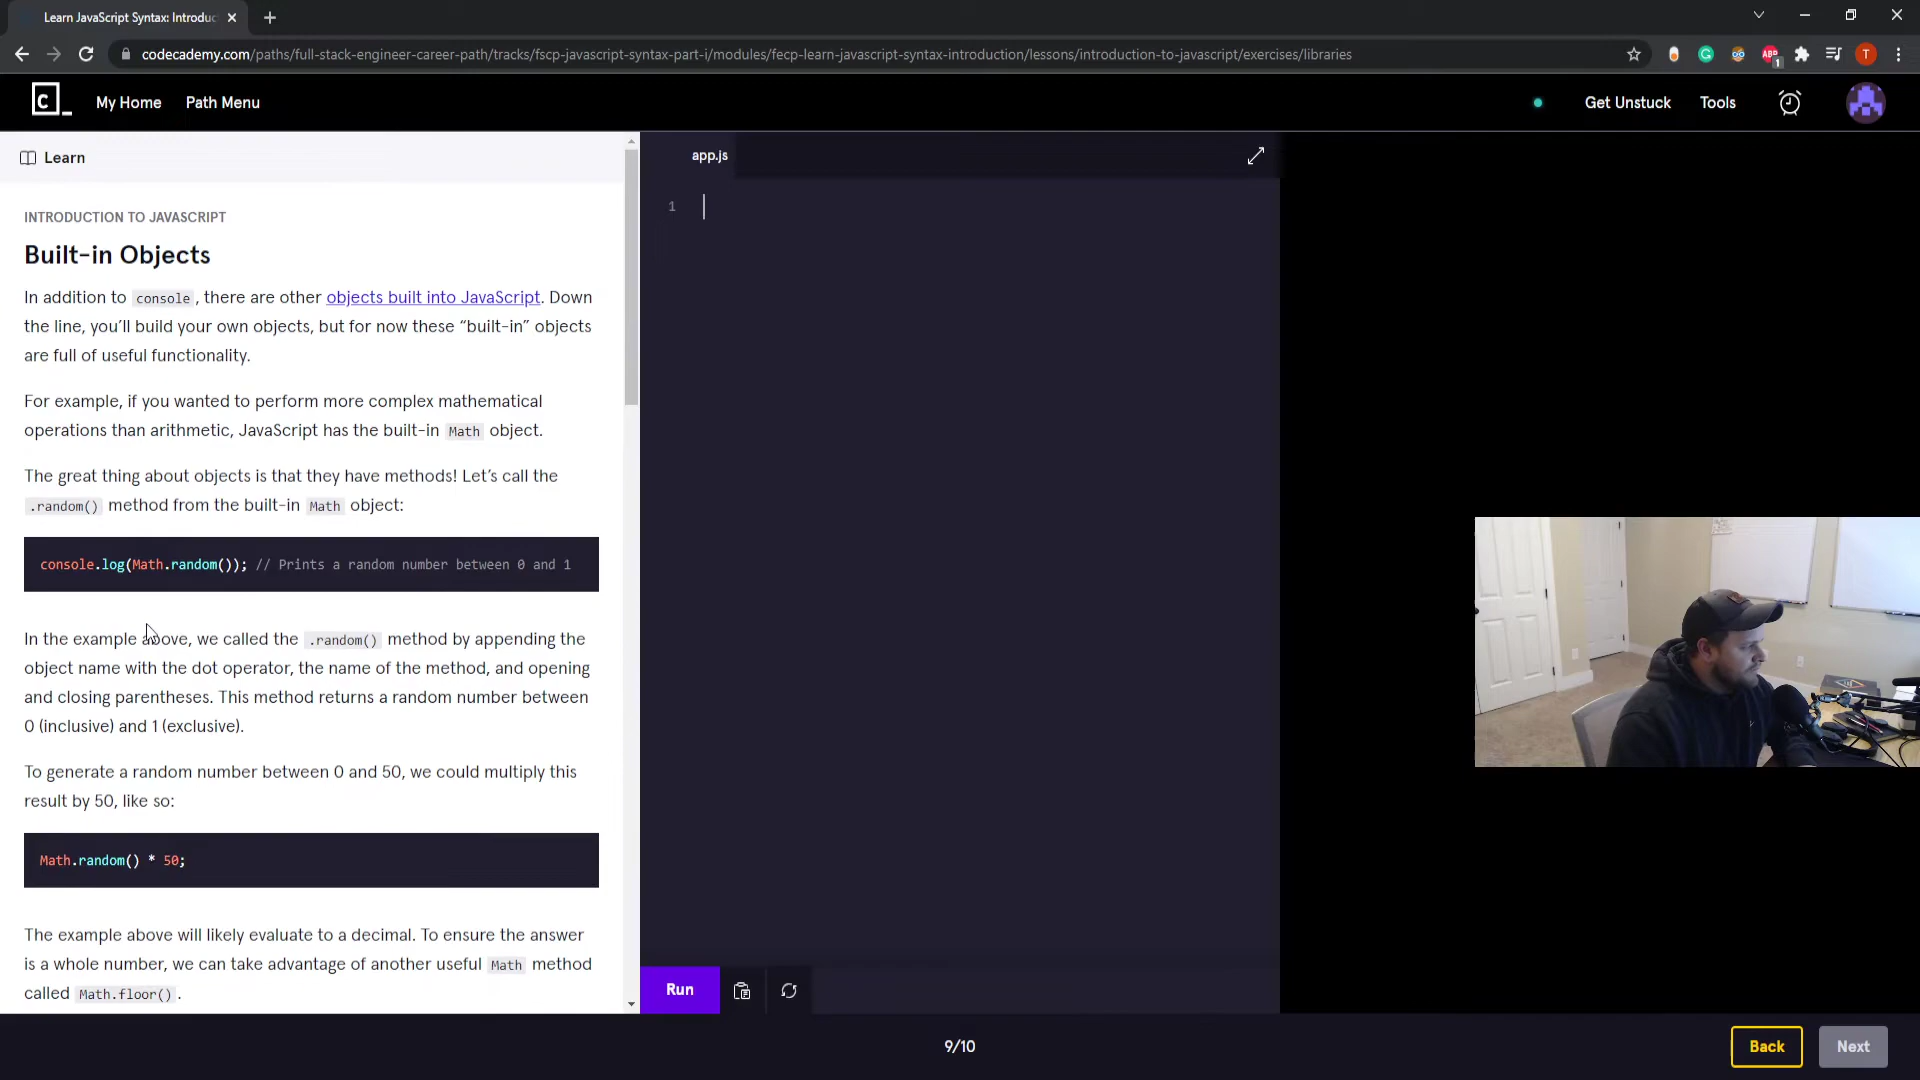 Learn JavaScript Syntax: Introduc
codecademy.com/paths/full-stack-engineer-career-path/tracks/fscp-javascript-syntax-part-i/modules/fecp-learn-javascript-syntax-introduction/lessons/introduction-to-javascript/exercises/libraries
ABP
1
T
C
My Home
Path Menu
Get Unstuck
Tools
Learn
app.js
1
INTRODUCTION TO JAVASCRIPT
Built-in Objects
In addition to console, there are other objects built into JavaScript. Down
the line, you’ll build your own objects, but for now these “built-in” objects
are full of useful functionality.
For example, if you wanted to perform more complex mathematical
operations than arithmetic, JavaScript has the built-in Math object.
The great thing about objects is that they have methods! Let’s call the
.random() method from the built-in Math object:
console.log(Math.random()); // Prints a random number between 0 and 1
In the example above, we called the .random() method by appending the
object name with the dot operator, the name of the method, and opening
and closing parentheses. This method returns a random number between
0 (inclusive) and 1 (exclusive).
To generate a random number between 0 and 50, we could multiply this
result by 50, like so:
Math.random() * 50;
The example above will likely evaluate to a decimal. To ensure the answer
is a whole number, we can take advantage of another useful Math method
called Math.floor().
Run
9/10
Back
Next